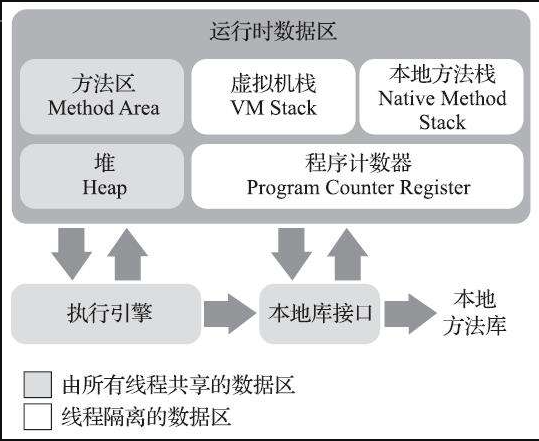 运行时数据区
方法区
Method Area
虚拟机栈
VM Stack
本地方法栈
Native Method
Stack
堆
Heap
程序计数器
Program Counter Register
执行引擎
本地库接口
本地
方法库
由所有线程共享的数据区
线程隔离的数据区